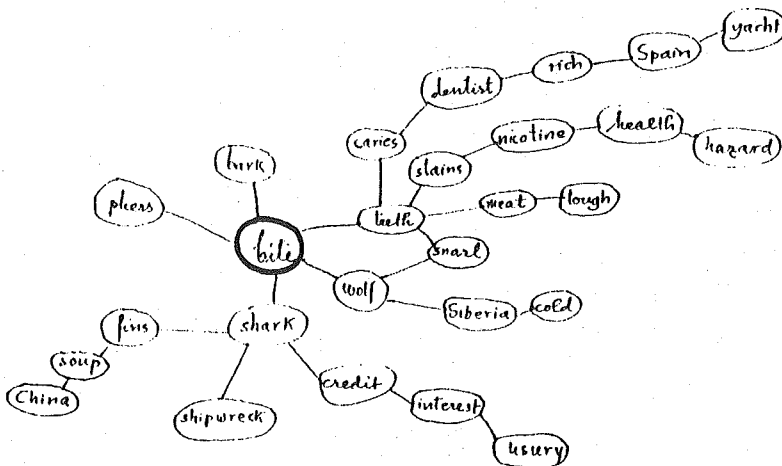 yacht
Spain
rich
dentist
caries
nicotine
health
hazard
stains
bark
meat
tough
pliers
teeth
bite
snarl
wolf
Siberia
cold
fins
shark
soup
China
credit
interest
shipwreck
usury